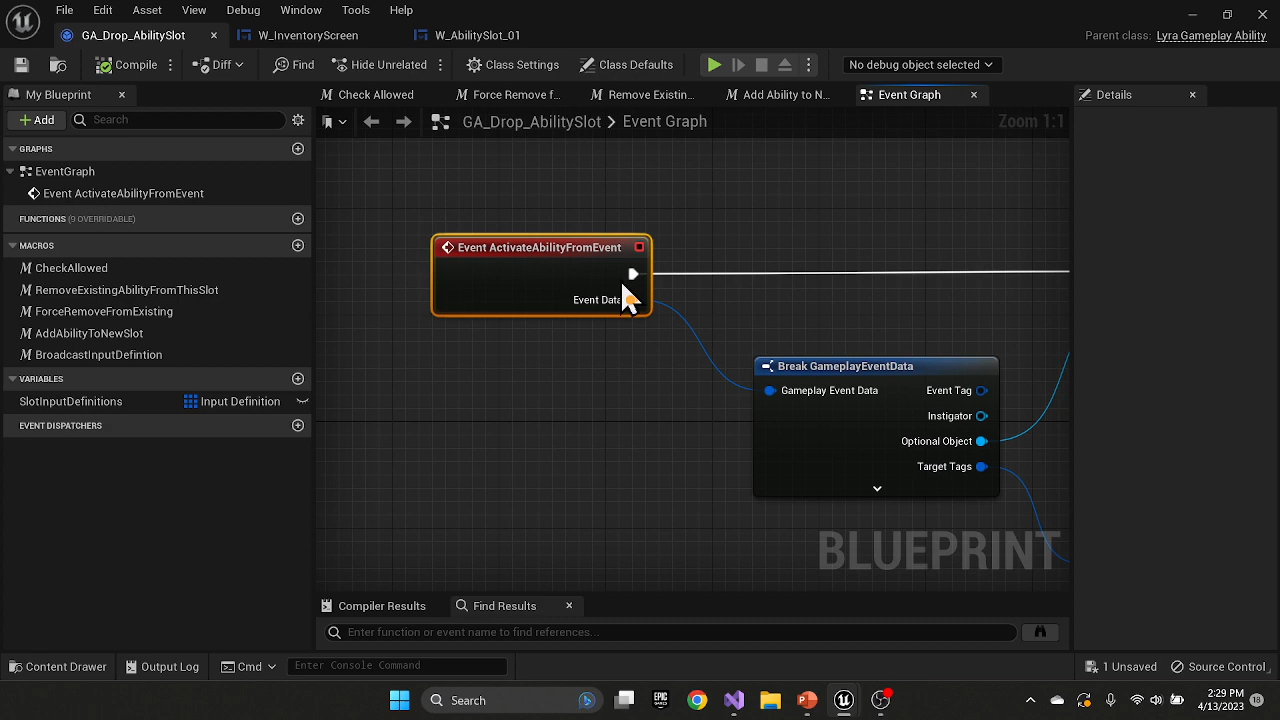 File Edit Asset View Debug Window Tools Help
GA_Drop_AbilitySlot W_InventoryScreen W_AbilitySlot_01 Parent class: Lyra Gameplay Ability
Compile Diff Find Hide Unrelated Class Settings Class Defaults No debug object selected
My Blueprint Check Allowed Force Remove f... Remove Existin... Add Ability to N... Event Graph Details
Add Search GA_Drop_AbilitySlot > Event Graph Zoom 1:1
GRAPHS
EventGraph
Event ActivateAbilityFromEvent
FUNCTIONS (9 OVERRIDABLE)
MACROS
CheckAllowed
RemoveExistingAbilityFromThisSlot
ForceRemoveFromExisting
AddAbilityToNewSlot
BroadcastInputDefintion
VARIABLES
SlotInputDefinitions Input Definition
EVENT DISPATCHERS
Event ActivateAbilityFromEvent
Event Data
Break GameplayEventData
Gameplay Event Data Event Tag
Instigator
Optional Object
Target Tags
BLUEPRINT
Compiler Results Find Results
Enter function or event name to find references...
Content Drawer Output Log Cmd Enter Console Command 1 Unsaved Source Control
Search EPIC GAMES 2:29 PM
4/13/2023 18